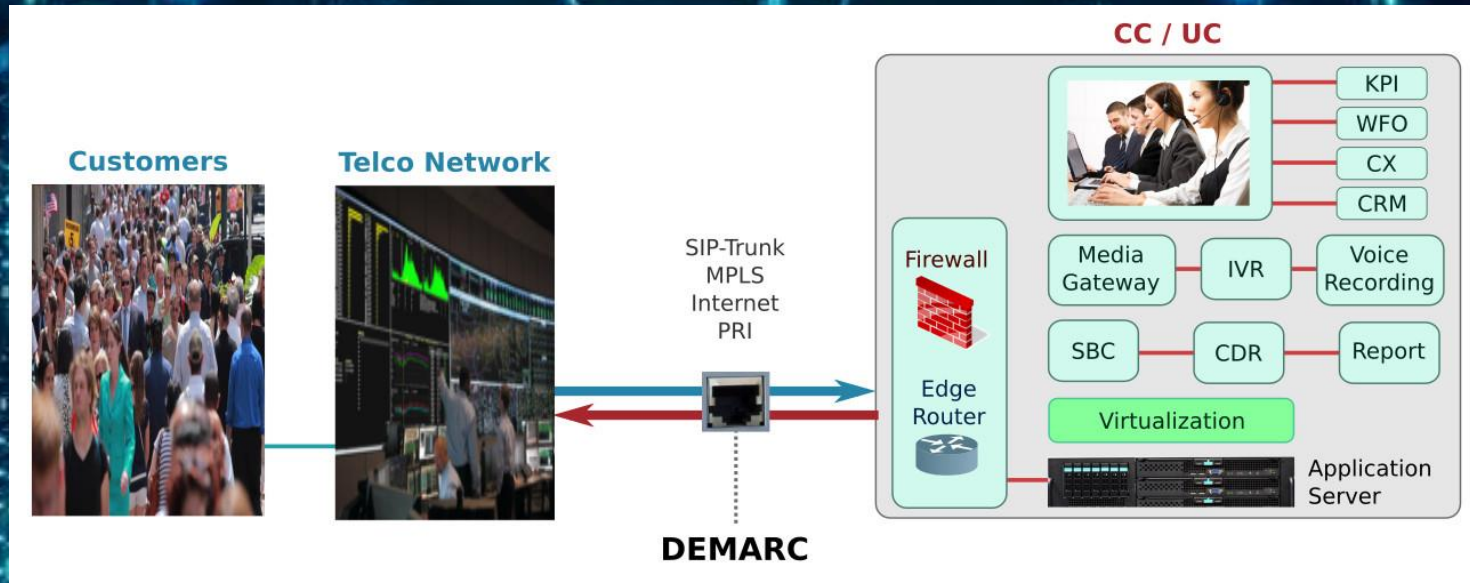 CC / UC
Customers
Telco Network
SIP-Trunk
MPLS
Internet
PRI
DEMARC
Firewall
Edge
Router
KPI
WFO
CX
CRM
Media
Gateway
IVR
Voice
Recording
SBC
CDR
Report
Virtualization
Application
Server